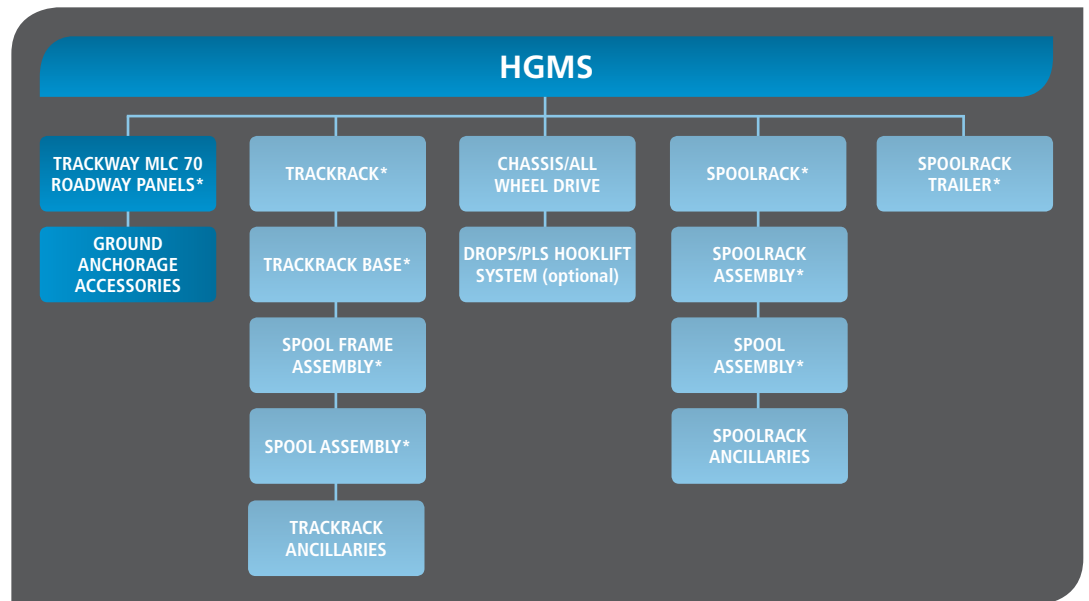 HGMS
TRACKWAY MLC 70
ROADWAY PANELS*
TRACKRACK*
CHASSIS/ALL
WHEEL DRIVE
SPOOLRACK*
SPOOLRACK
TRAILER*
GROUND
ANCHORAGE
ACCESSORIES
TRACKRACK BASE*
DROPS/PLS HOOKLIFT
SYSTEM (optional)
SPOOLRACK
ASSEMBLY*
SPOOL FRAME
ASSEMBLY*
SPOOL
ASSEMBLY*
SPOOL ASSEMBLY*
SPOOLRACK
ANCILLARIES
TRACKRACK
ANCILLARIES